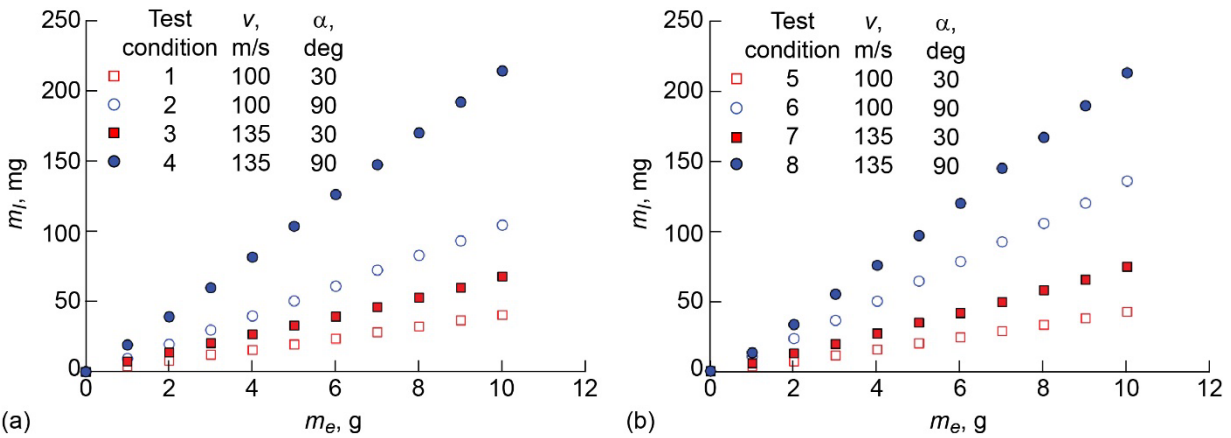 250
200
150
100
50
0
m_l, mg
Test condition v, m/s α, deg
1 100 30
2 100 90
3 135 30
4 135 90
0 2 4 6 8 10 12
m_e, g
(a)
250
200
150
100
50
0
m_l, mg
Test condition v, m/s α, deg
5 100 30
6 100 90
7 135 30
8 135 90
0 2 4 6 8 10 12
m_e, g
(b)